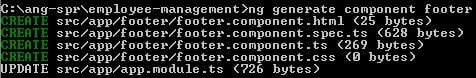 C:\ang-spr\employee-management>ng generate component footer
CREATE src/app/footer/footer.component.html (25 bytes)
CREATE src/app/footer/footer.component.spec.ts (628 bytes)
CREATE src/app/footer/footer.component.ts (269 bytes)
CREATE src/app/footer/footer.component.css (0 bytes)
UPDATE src/app/app.module.ts (726 bytes)